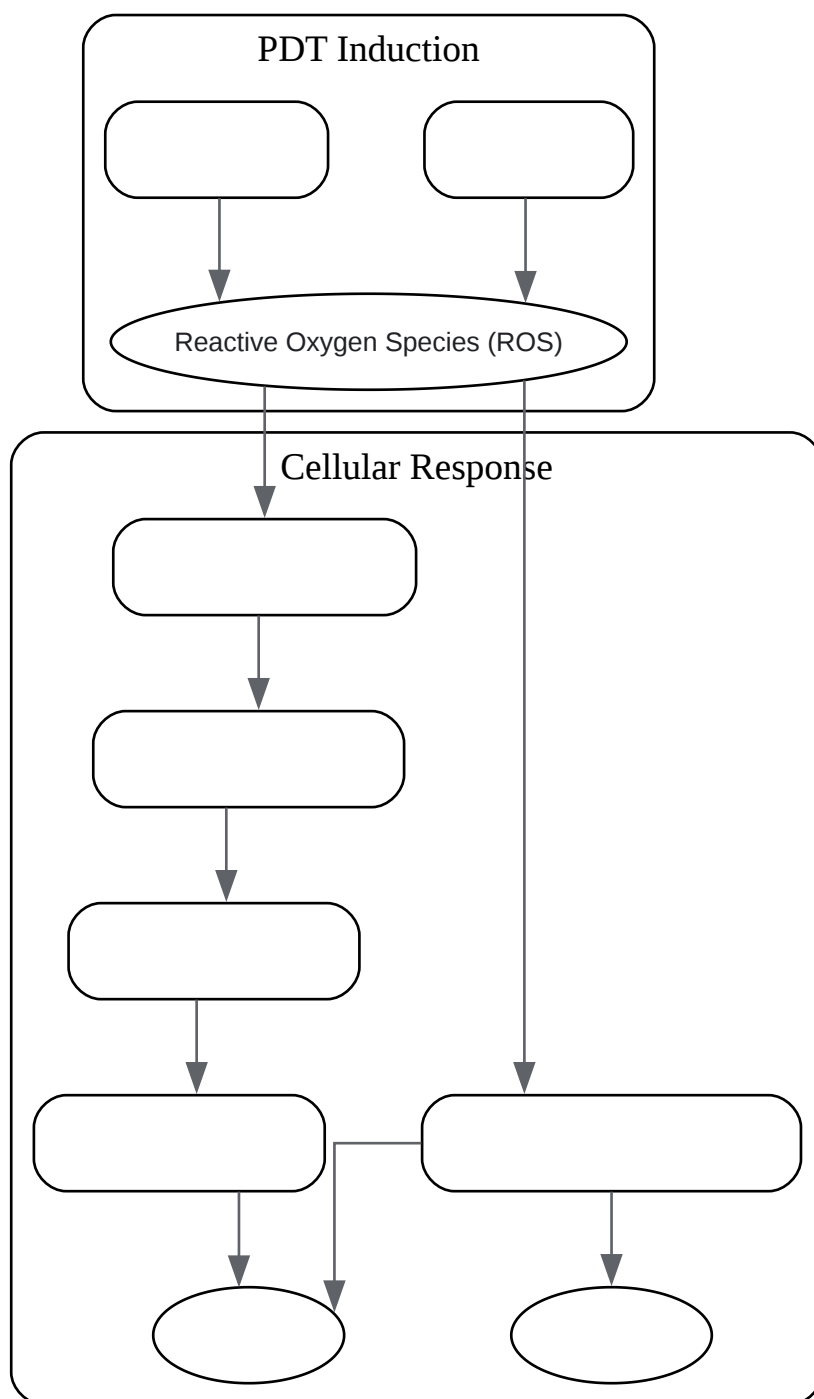 PDT Induction
Reactive Oxygen Species (ROS)
Cellular Response